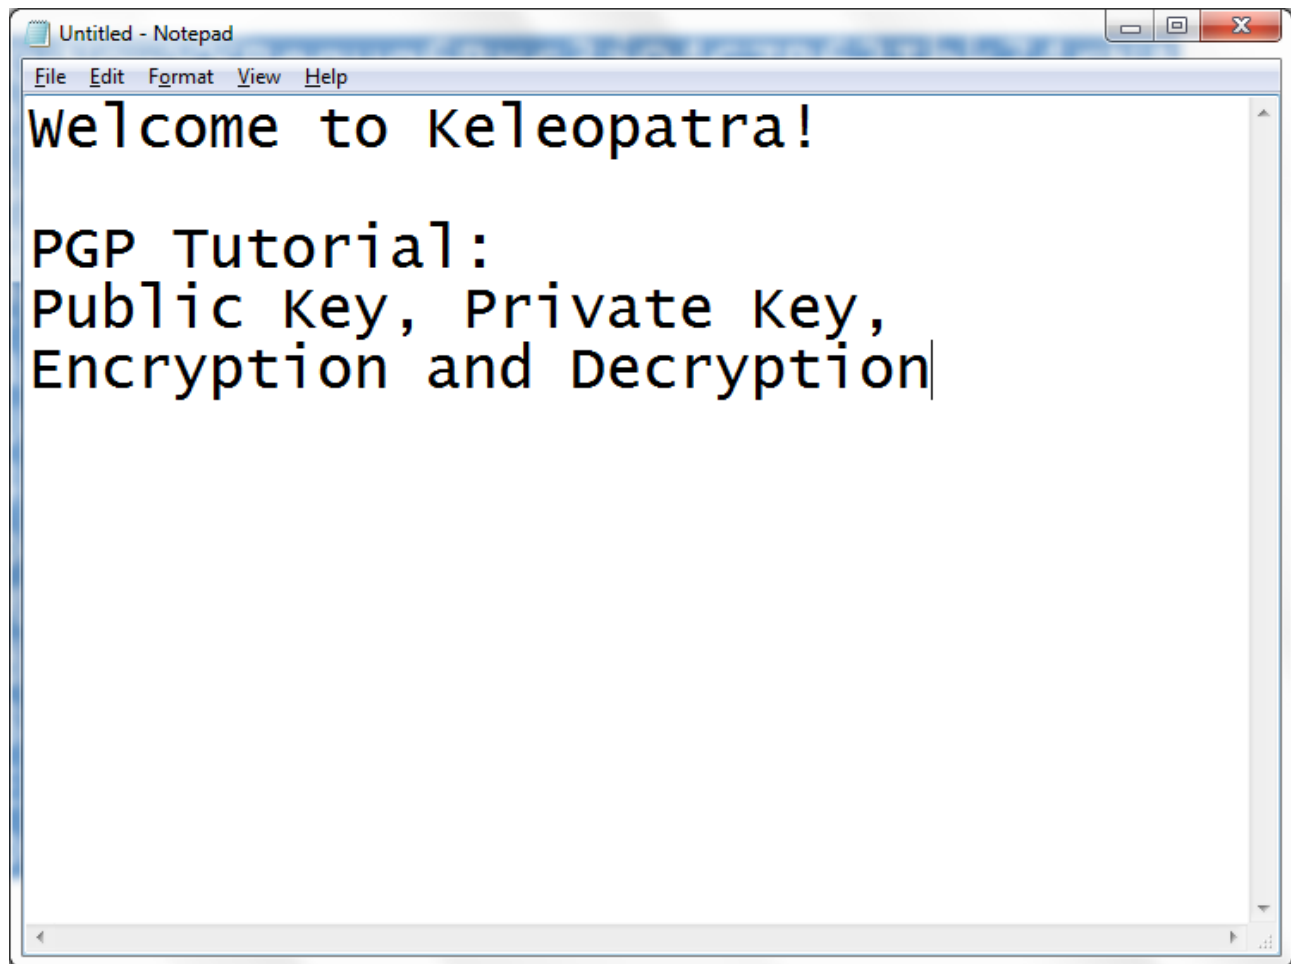 Untitled - Notepad
File Edit Format View Help
Welcome to Keleopatra!
PGP Tutorial:
Public Key, Private Key,
Encryption and Decryption